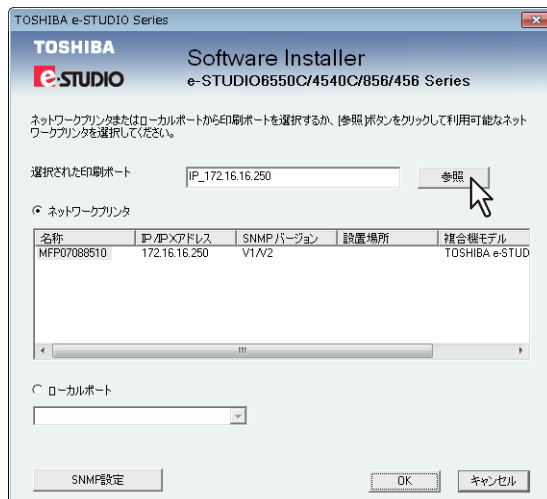 TOSHIBA e-STUDIO Series
TOSHIBA
e-STUDIO
Software Installer
e-STUDIO6550C/4540C/856/456 Series
ネットワークプリンタまたはローカルポートから印刷ポートを選択するか、[参照]ボタンをクリックして利用可能なネット
ワークプリンタを選択してください。
選択された印刷ポート IP_172.16.16.250 参照
ネットワークプリンタ
名称 IP/IPXアドレス SNMPバージョン 設置場所 複合機モデル
MFP07088510 172.16.16.250 V1/V2 TOSHIBA e-STUD
ローカルポート
SNMP設定 OK キャンセル